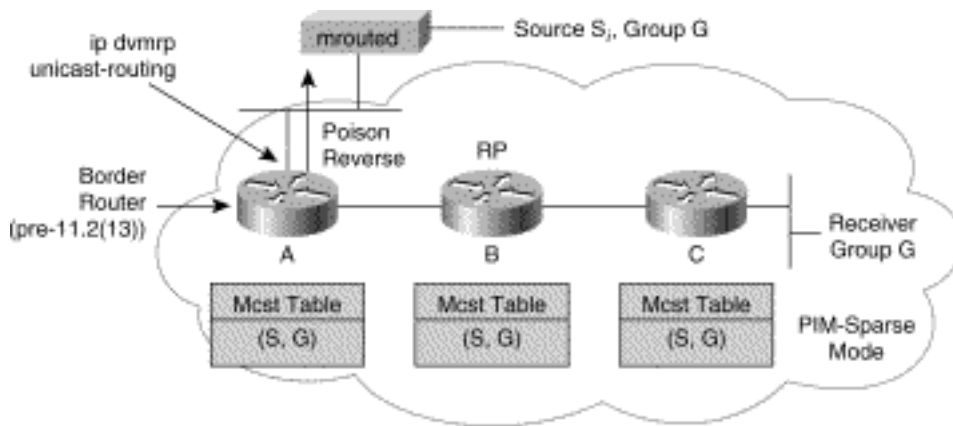 mrouted
Source Si, Group G
ip dvmrp
unicast-routing
Poison
Reverse
RP
Border
Router
(pre-11.2(13))
A
B
C
Receiver
Group G
Mcst Table
(S, G)
Mcst Table
(S, G)
Mcst Table
(S, G)
PIM-Sparse
Mode